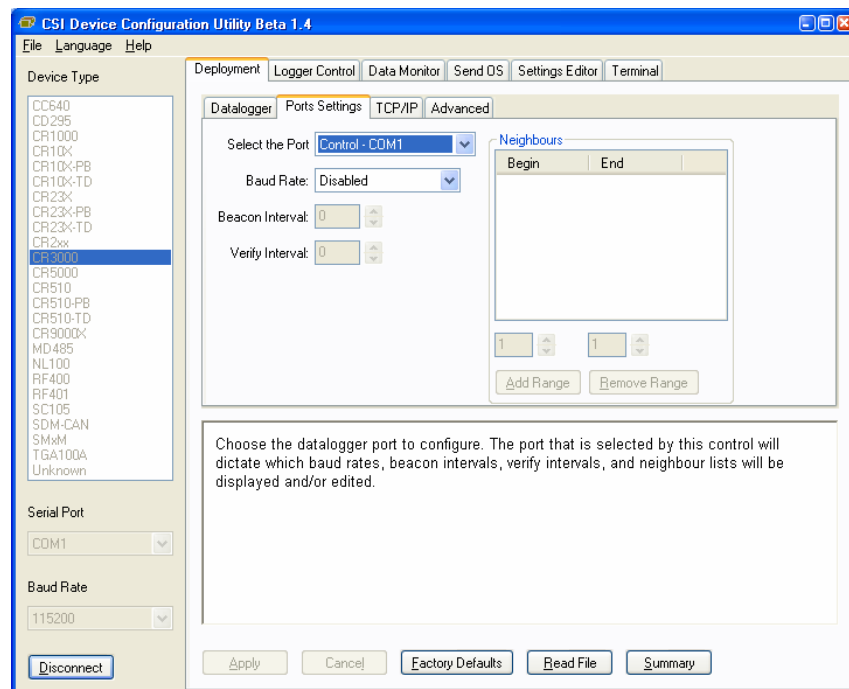 CSI Device Configuration Utility Beta 1.4
File Language Help
Device Type
CC640
CD295
CR1000
CR10X
CR10X-PB
CR10X-TD
CR23X
CR23X-PB
CR23X-TD
CR2xx
CR3000
CR5000
CR510
CR510-PB
CR510-TD
CR9000X
MD485
NL100
RF400
RF401
SC105
SDM-CAN
SMxM
TGA100A
Unknown
Serial Port
COM1
Baud Rate
115200
Disconnect
Deployment Logger Control Data Monitor Send OS Settings Editor Terminal
Datalogger Ports Settings TCP/IP Advanced
Select the Port Control - COM1
Baud Rate: Disabled
Beacon Interval: 0
Verify Interval: 0
Neighbours
Begin End
1 1
Add Range Remove Range
Choose the datalogger port to configure. The port that is selected by this control will
dictate which baud rates, beacon intervals, verify intervals, and neighbour lists will be
displayed and/or edited.
Apply Cancel Factory Defaults Read File Summary